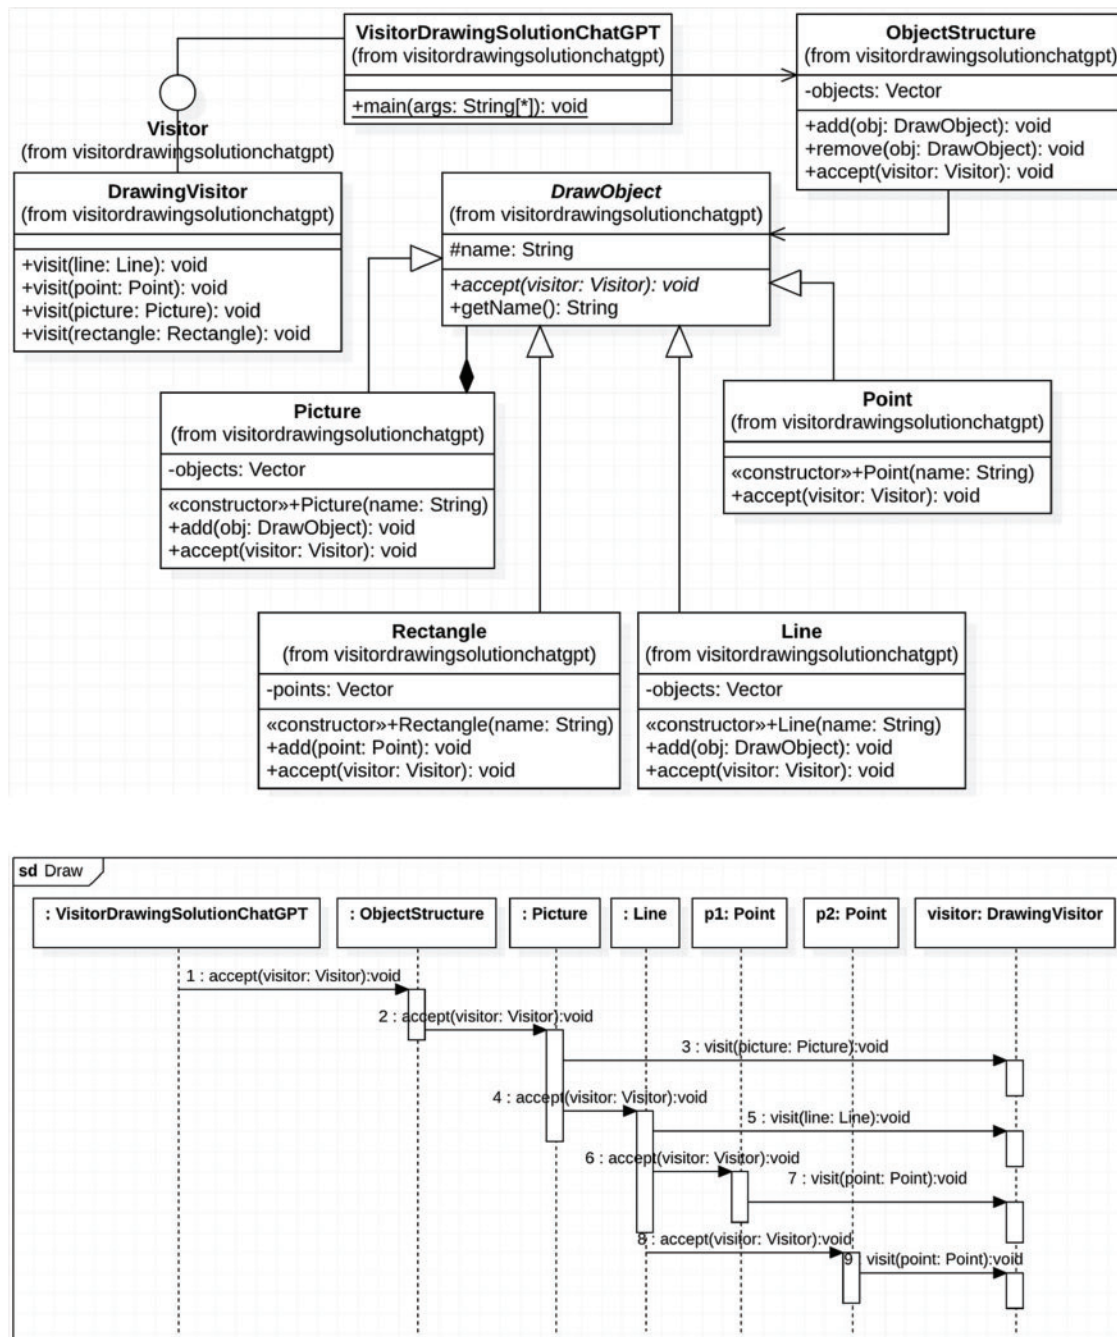 VisitorDrawingSolutionChatGPT
(from visitordrawingsolutionchatgpt)
+main(args: String[*]): void
ObjectStructure
(from visitordrawingsolutionchatgpt)
-objects: Vector
+add(obj: DrawObject): void
+remove(obj: DrawObject): void
+accept(visitor: Visitor): void
Visitor
(from visitordrawingsolutionchatgpt)
DrawingVisitor
(from visitordrawingsolutionchatgpt)
+visit(line: Line): void
+visit(point: Point): void
+visit(picture: Picture): void
+visit(rectangle: Rectangle): void
DrawObject
(from visitordrawingsolutionchatgpt)
#name: String
+accept(visitor: Visitor): void
+getName(): String
Picture
(from visitordrawingsolutionchatgpt)
-objects: Vector
«constructor»+Picture(name: String)
+add(obj: DrawObject): void
+accept(visitor: Visitor): void
Point
(from visitordrawingsolutionchatgpt)
«constructor»+Point(name: String)
+accept(visitor: Visitor): void
Rectangle
(from visitordrawingsolutionchatgpt)
-points: Vector
«constructor»+Rectangle(name: String)
+add(point: Point): void
+accept(visitor: Visitor): void
Line
(from visitordrawingsolutionchatgpt)
-objects: Vector
«constructor»+Line(name: String)
+add(obj: DrawObject): void
+accept(visitor: Visitor): void
sd Draw
: VisitorDrawingSolutionChatGPT
: ObjectStructure
: Picture
: Line
p1: Point
p2: Point
visitor: DrawingVisitor
1 : accept(visitor: Visitor):void
2 : accept(visitor: Visitor):void
3 : visit(picture: Picture):void
4 : accept(visitor: Visitor):void
5 : visit(line: Line):void
6 : accept(visitor: Visitor):void
7 : visit(point: Point):void
8 : accept(visitor: Visitor):void
9 : visit(point: Point):void